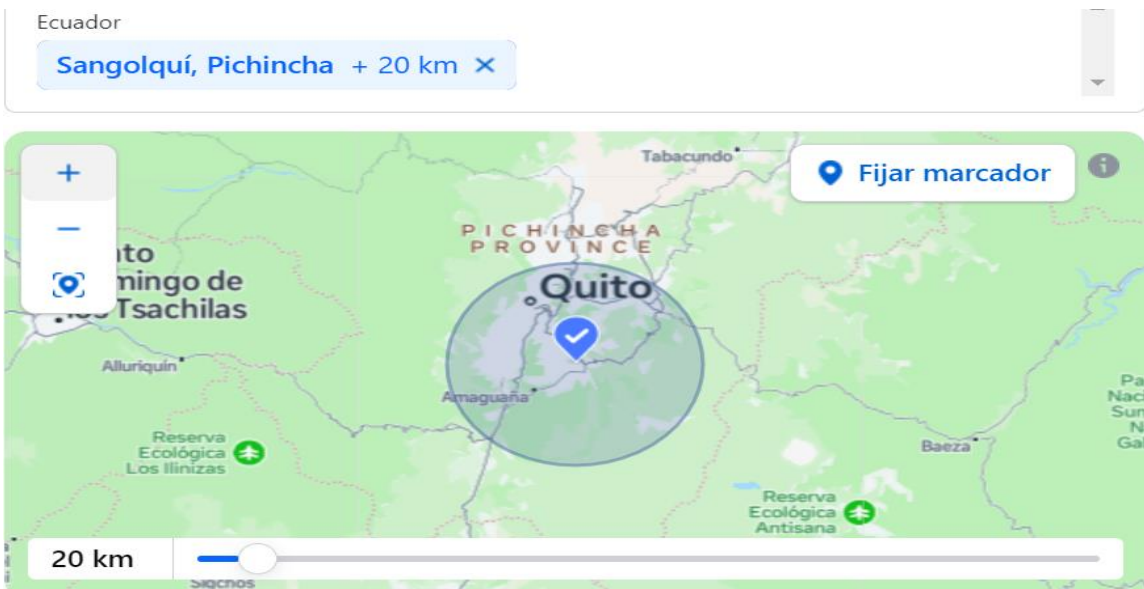 Ecuador
Sangolquí, Pichincha + 20 km ×
Tabacundo
Fijar marcador
PICHINCHA
PROVINCE
mingo de
Tsachilas
Quito
Alluriquín
Amaguaña
Reserva
Ecológica
Los Ilinizas
Baeza
Reserva
Ecológica
Antisana
20 km
Sigchos